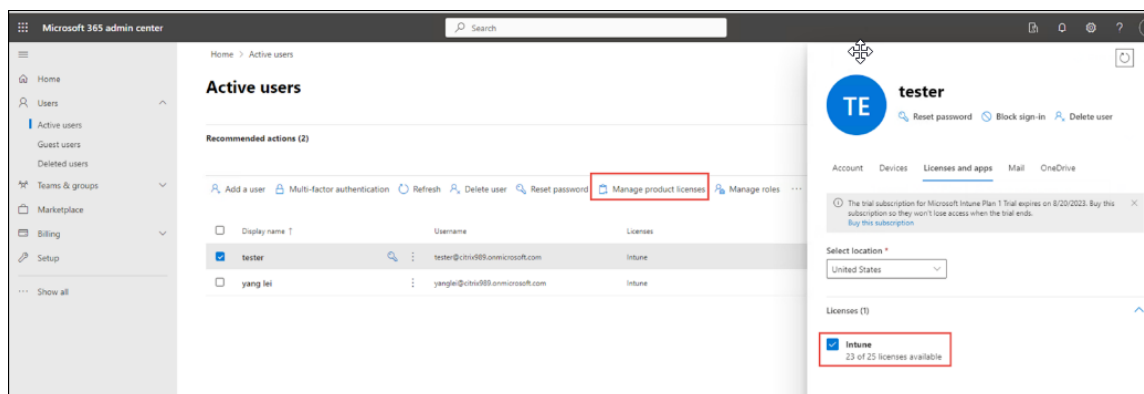 Microsoft 365 admin center
Search
?
Home
Users
Active users
Guest users
Deleted users
Teams & groups
Marketplace
Billing
Setup
Show all
Home > Active users
Active users
Recommended actions (2)
Add a user Multi-factor authentication Refresh Delete user Reset password Manage product licenses Manage roles ...
Display name ↑ Username Licenses
tester tester@citrix989.onmicrosoft.com Intune
yang lei yanglei@citrix989.onmicrosoft.com Intune
TE
tester
Reset password Block sign-in Delete user
Account Devices Licenses and apps Mail OneDrive
The trial subscription for Microsoft Intune Plan 1 Trial expires on 8/20/2023. Buy this
subscription so they won't lose access when the trial ends.
Buy this subscription
Select location *
United States
Licenses (1)
Intune
23 of 25 licenses available